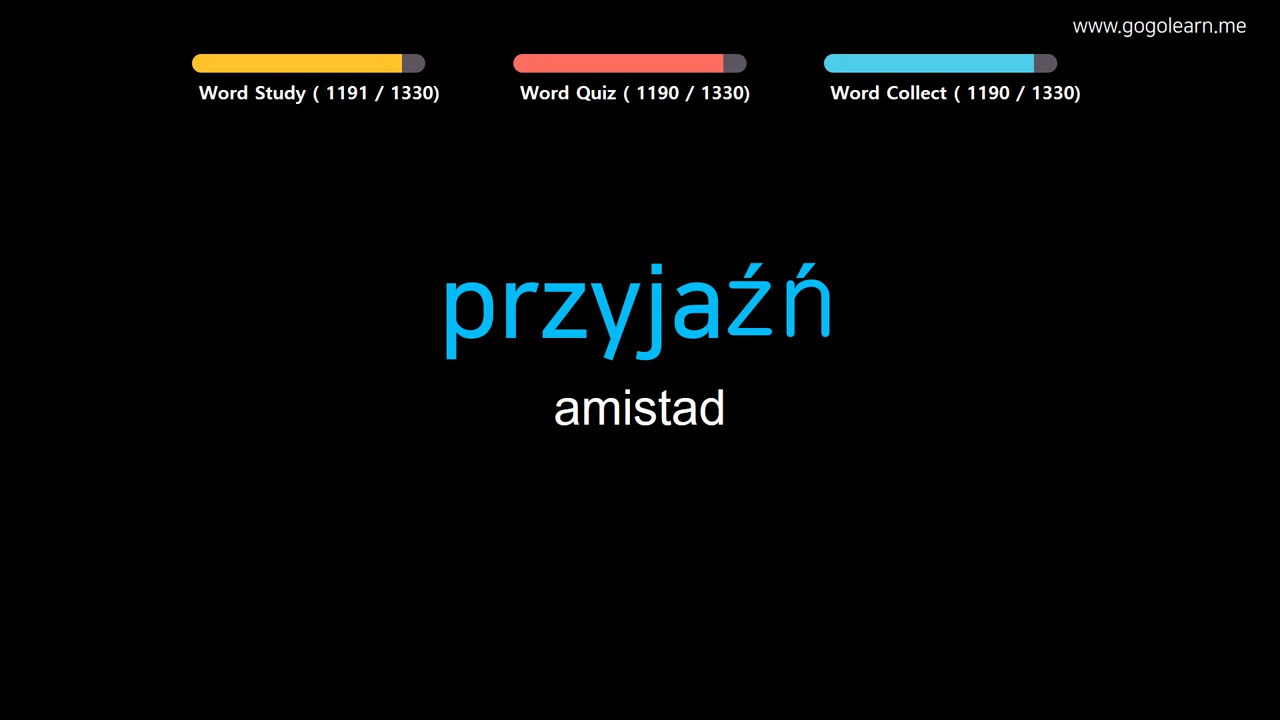 www.gogolearn.me
Word Study ( 1191 / 1330)
Word Quiz ( 1190 / 1330)
Word Collect ( 1190 / 1330)
przyjaźń
amistad